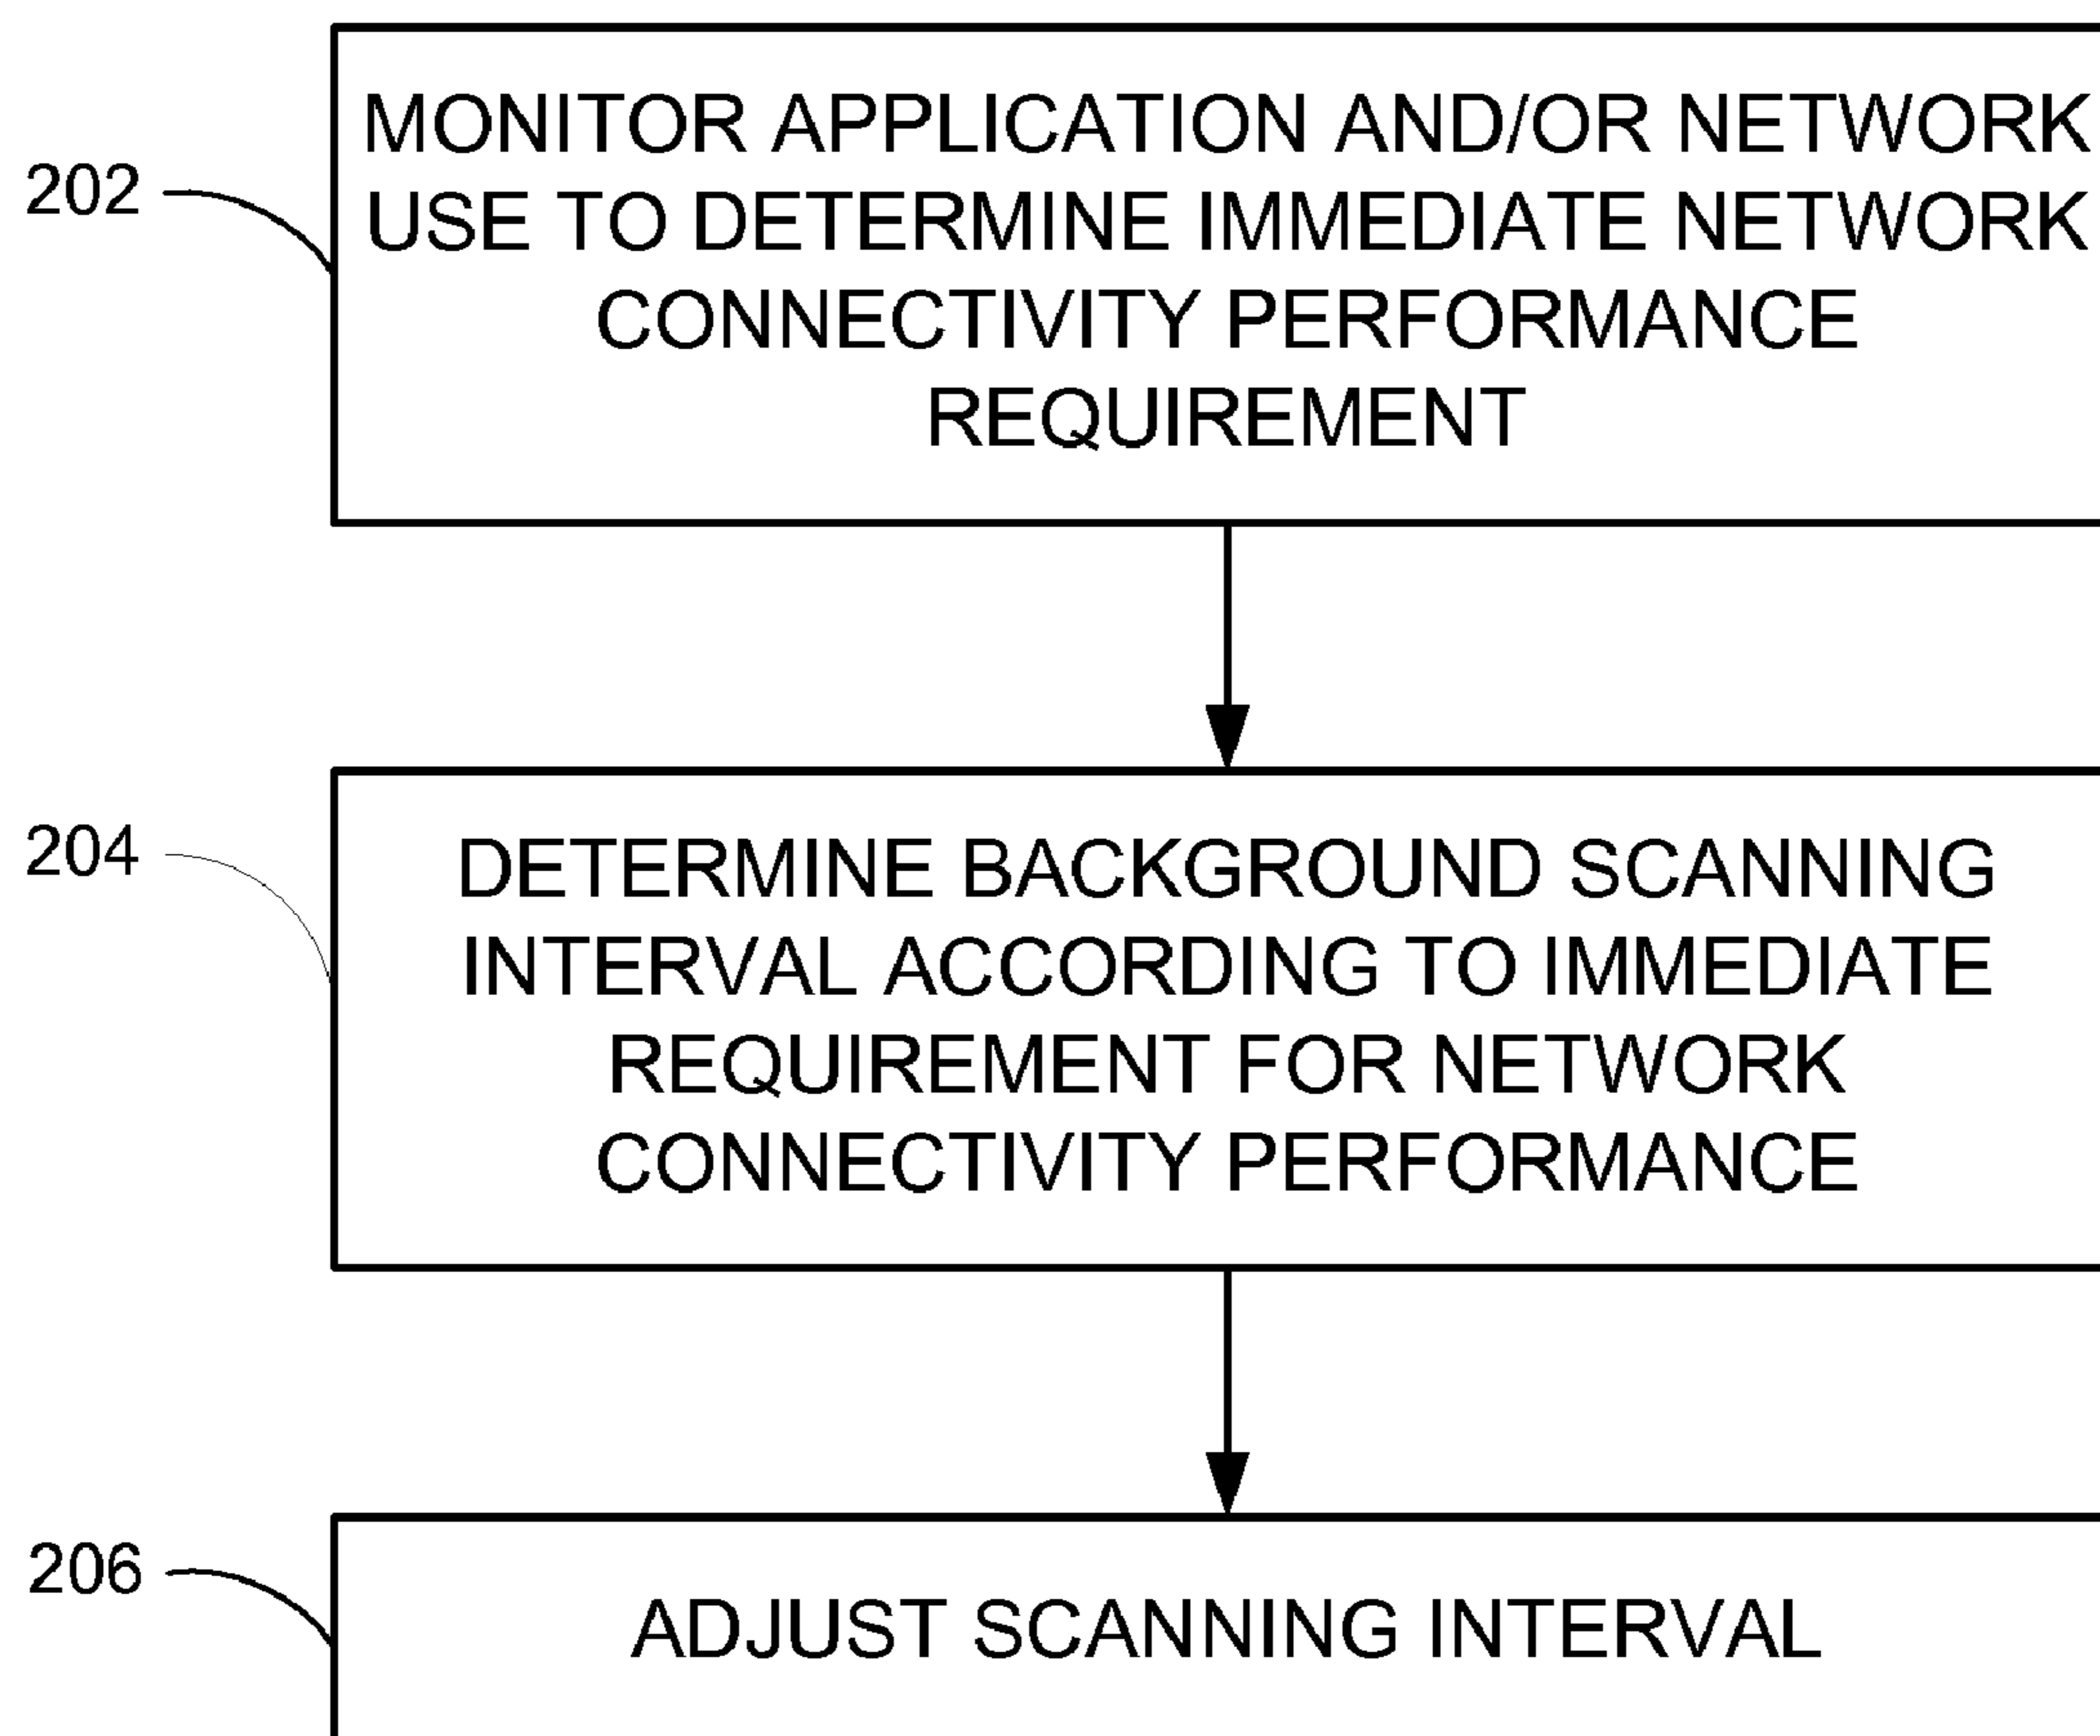 202
MONITOR APPLICATION AND/OR NETWORK
USE TO DETERMINE IMMEDIATE NETWORK
CONNECTIVITY PERFORMANCE
REQUIREMENT
204
DETERMINE BACKGROUND SCANNING
INTERVAL ACCORDING TO IMMEDIATE
REQUIREMENT FOR NETWORK
CONNECTIVITY PERFORMANCE
206
ADJUST SCANNING INTERVAL